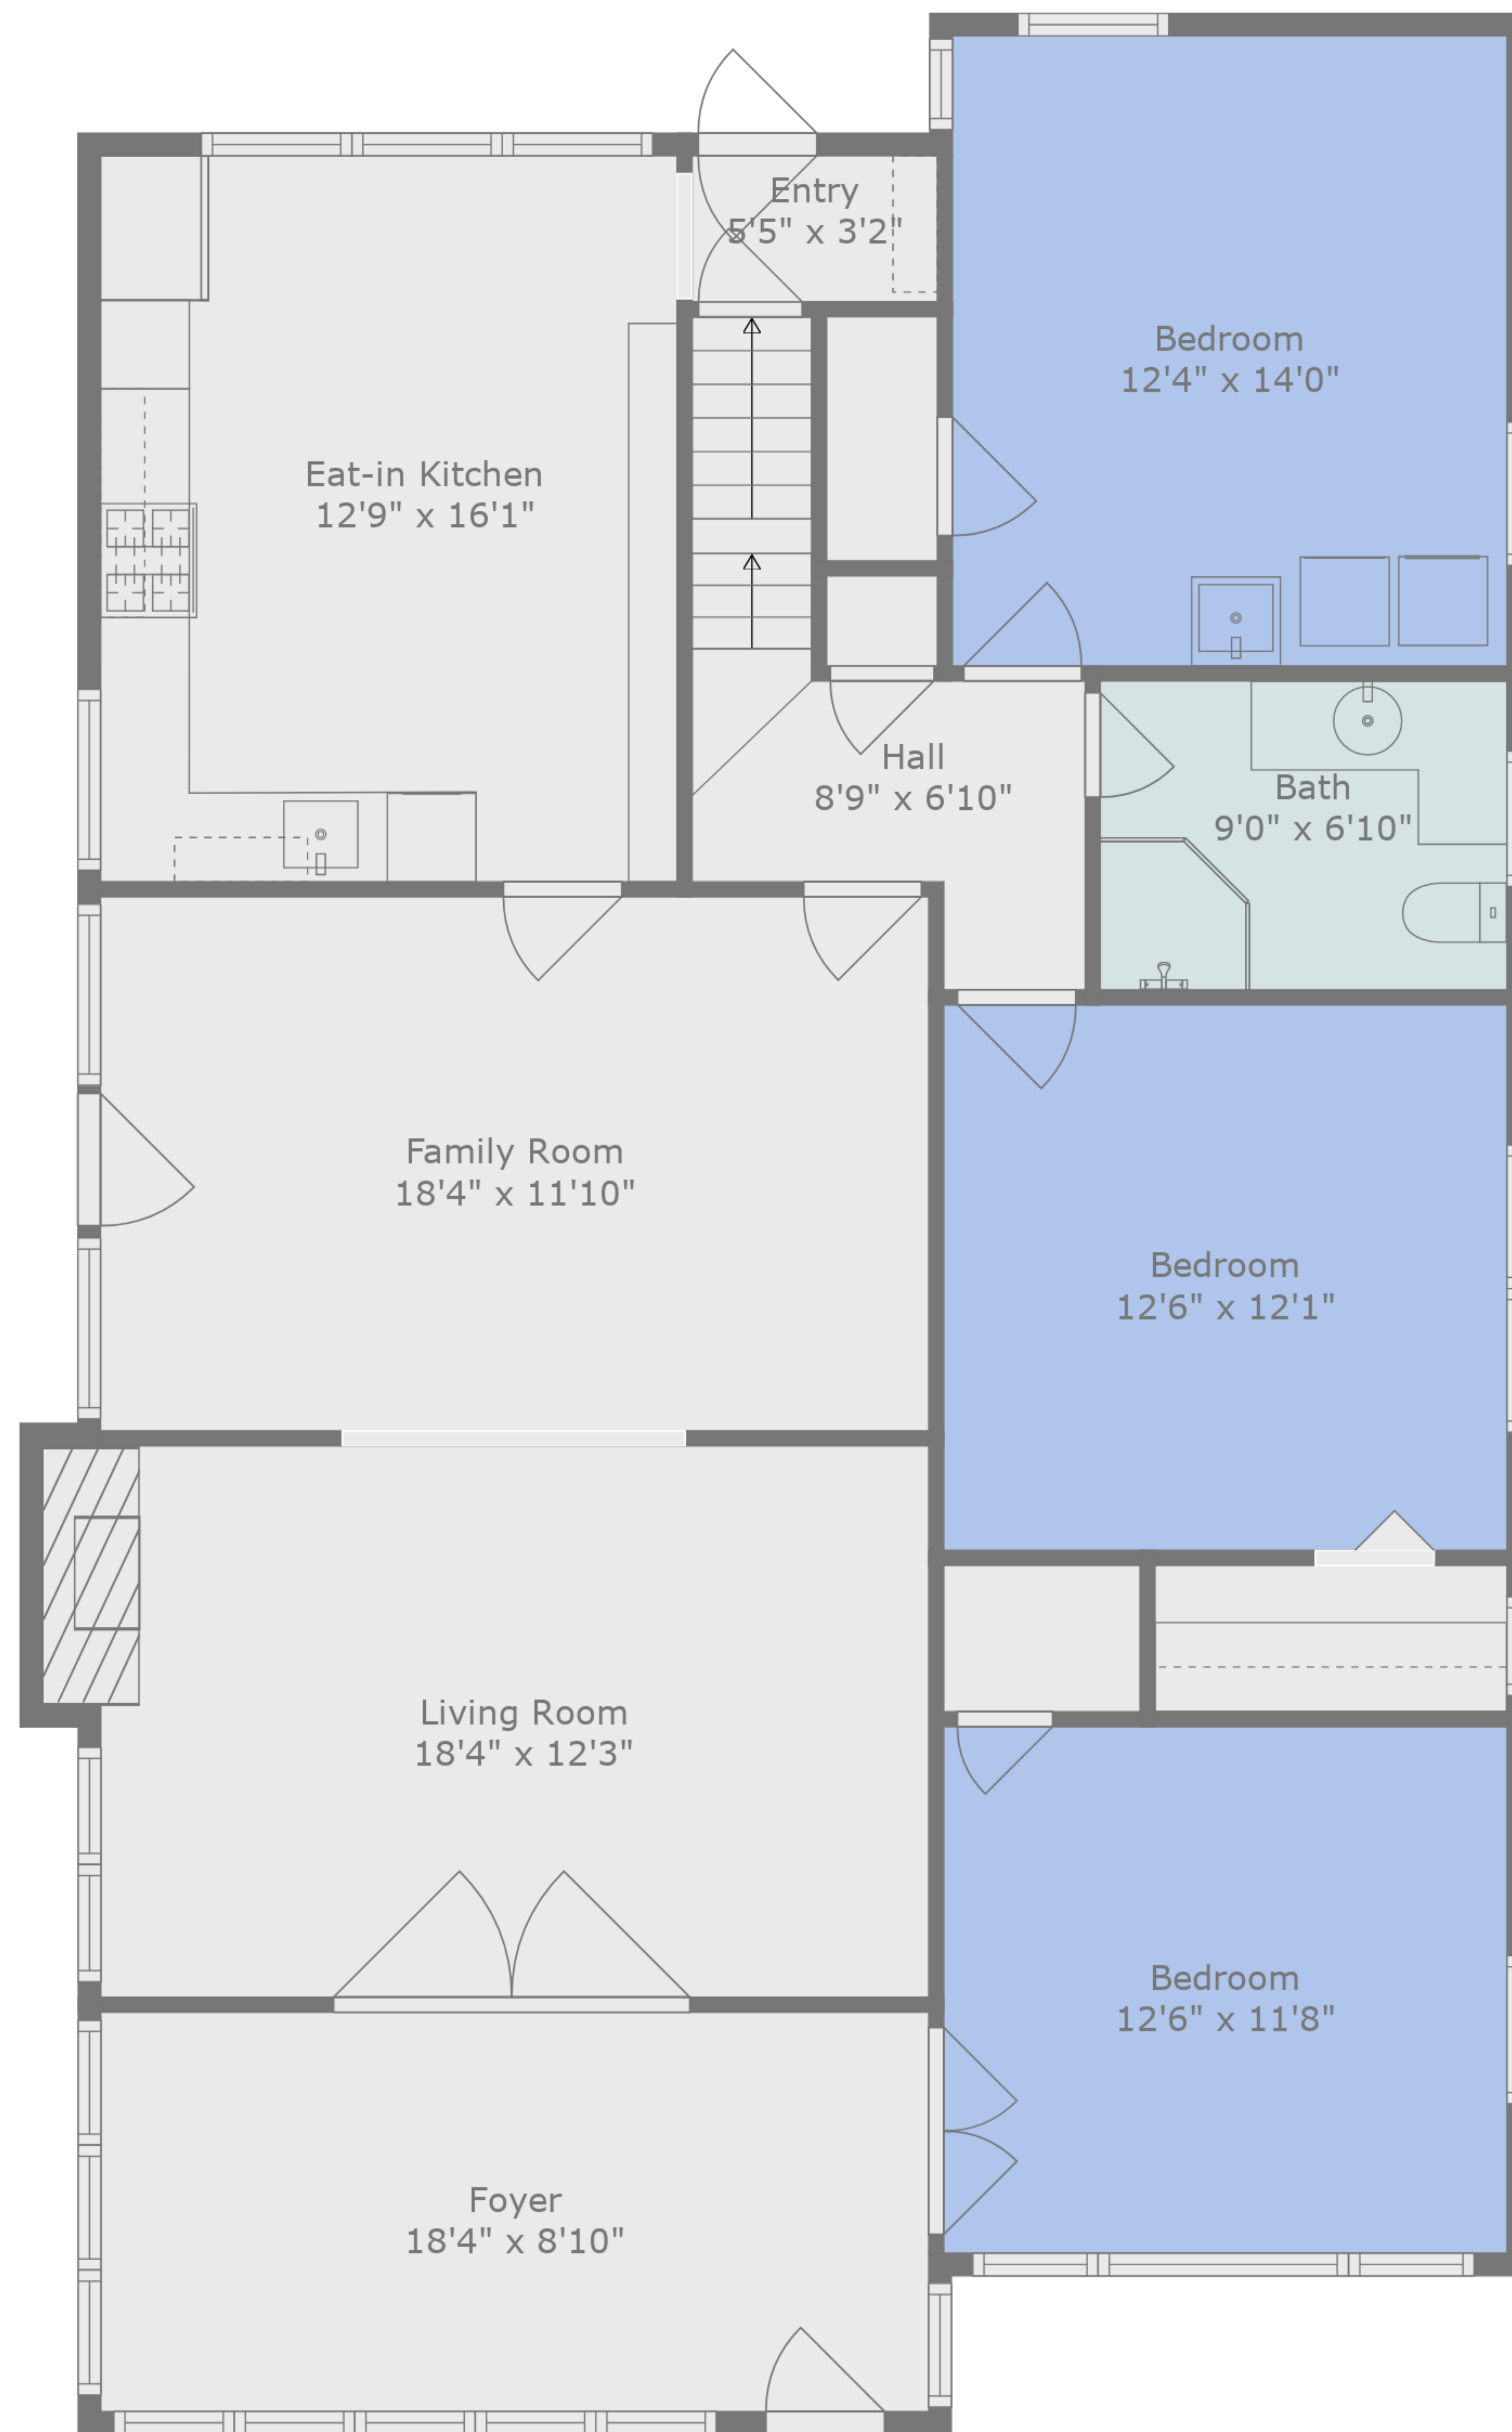 Entry
5'5" x 3'2"
Bedroom
12'4" x 14'0"
Eat-in Kitchen
12'9" x 16'1"
Hall
8'9" x 6'10"
Bath
9'0" x 6'10"
Family Room
18'4" x 11'10"
Bedroom
12'6" x 12'1"
Living Room
18'4" x 12'3"
Bedroom
12'6" x 11'8"
Foyer
18'4" x 8'10"